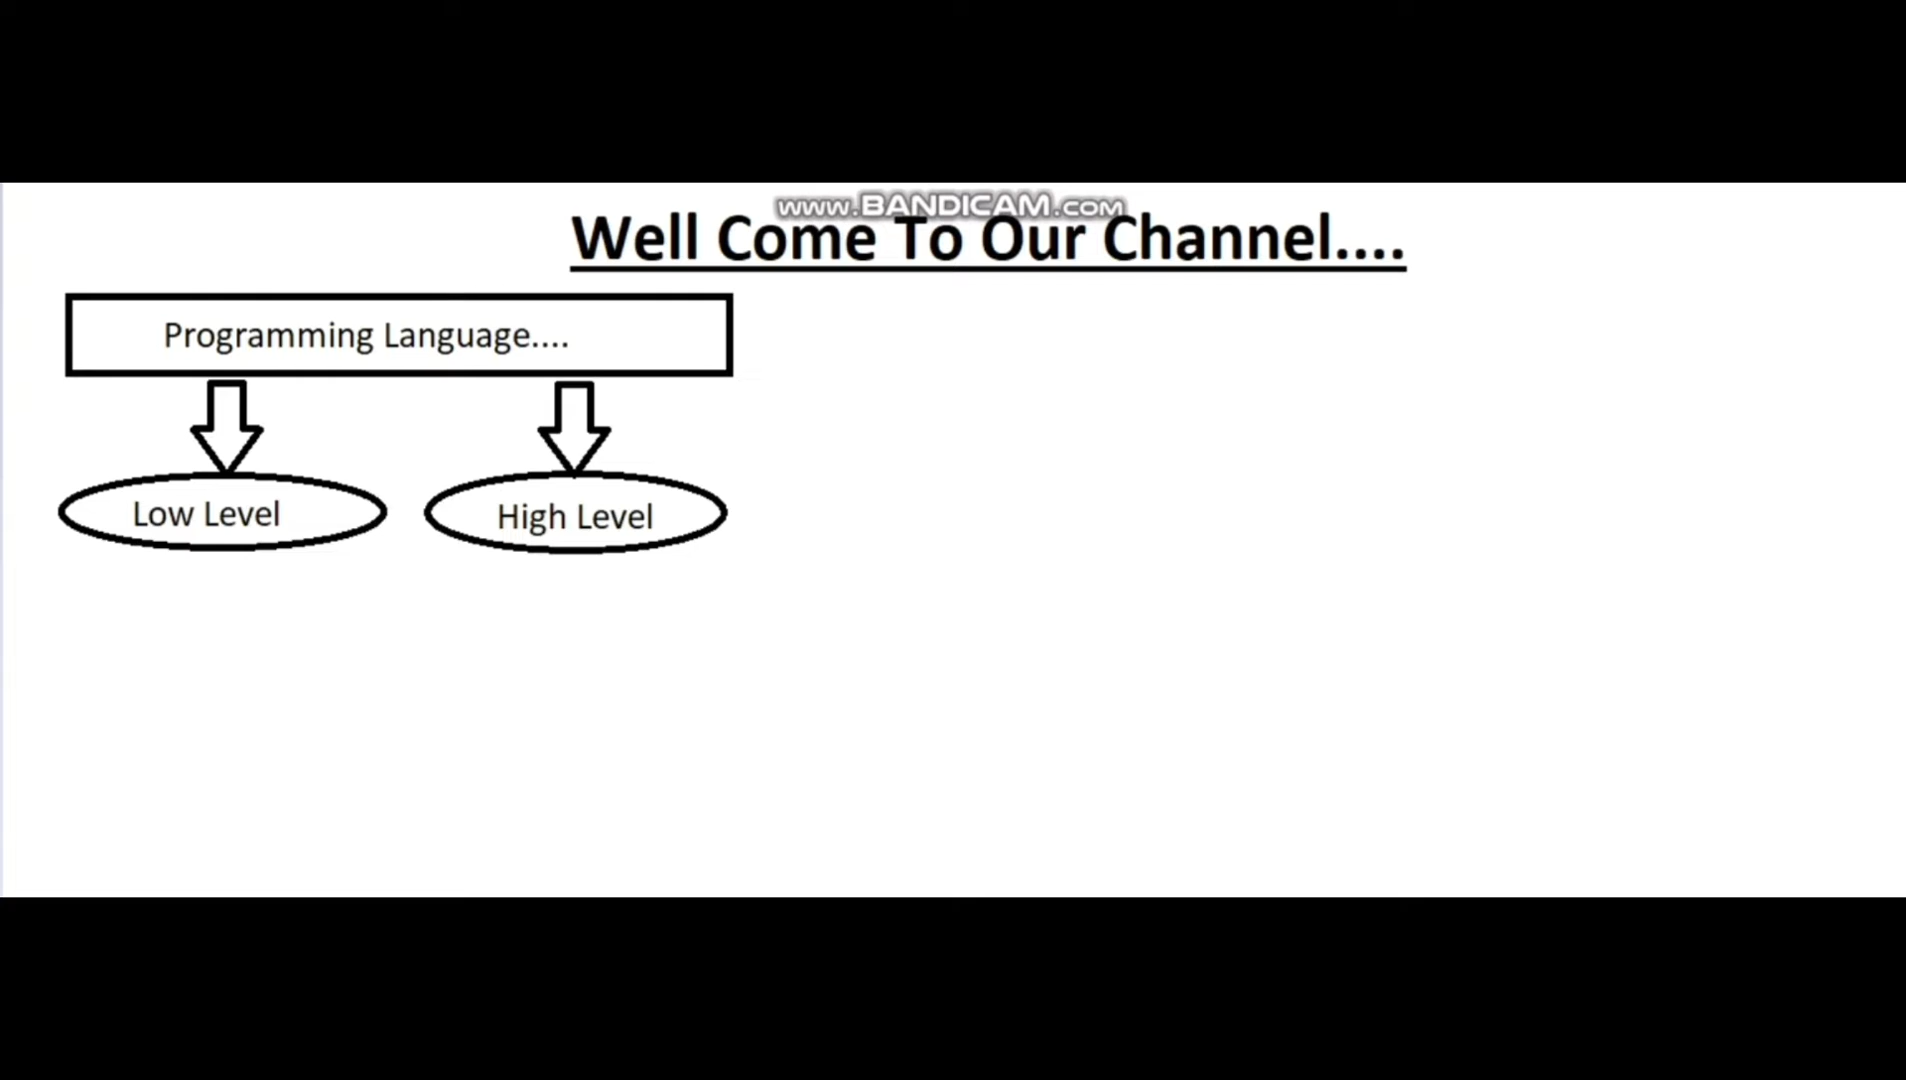 www.BANDICAM.com
Well Come To Our Channel....
Programming Language....
Low Level
High Level